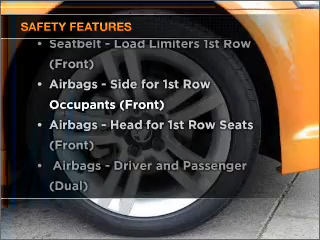 SAFETY FEATURES
• Seatbelt - Load Limiters 1st Row
(Front)
• Airbags - Side for 1st Row
Occupants (Front)
• Airbags - Head for 1st Row Seats
(Front)
• Airbags - Driver and Passenger
(Dual)